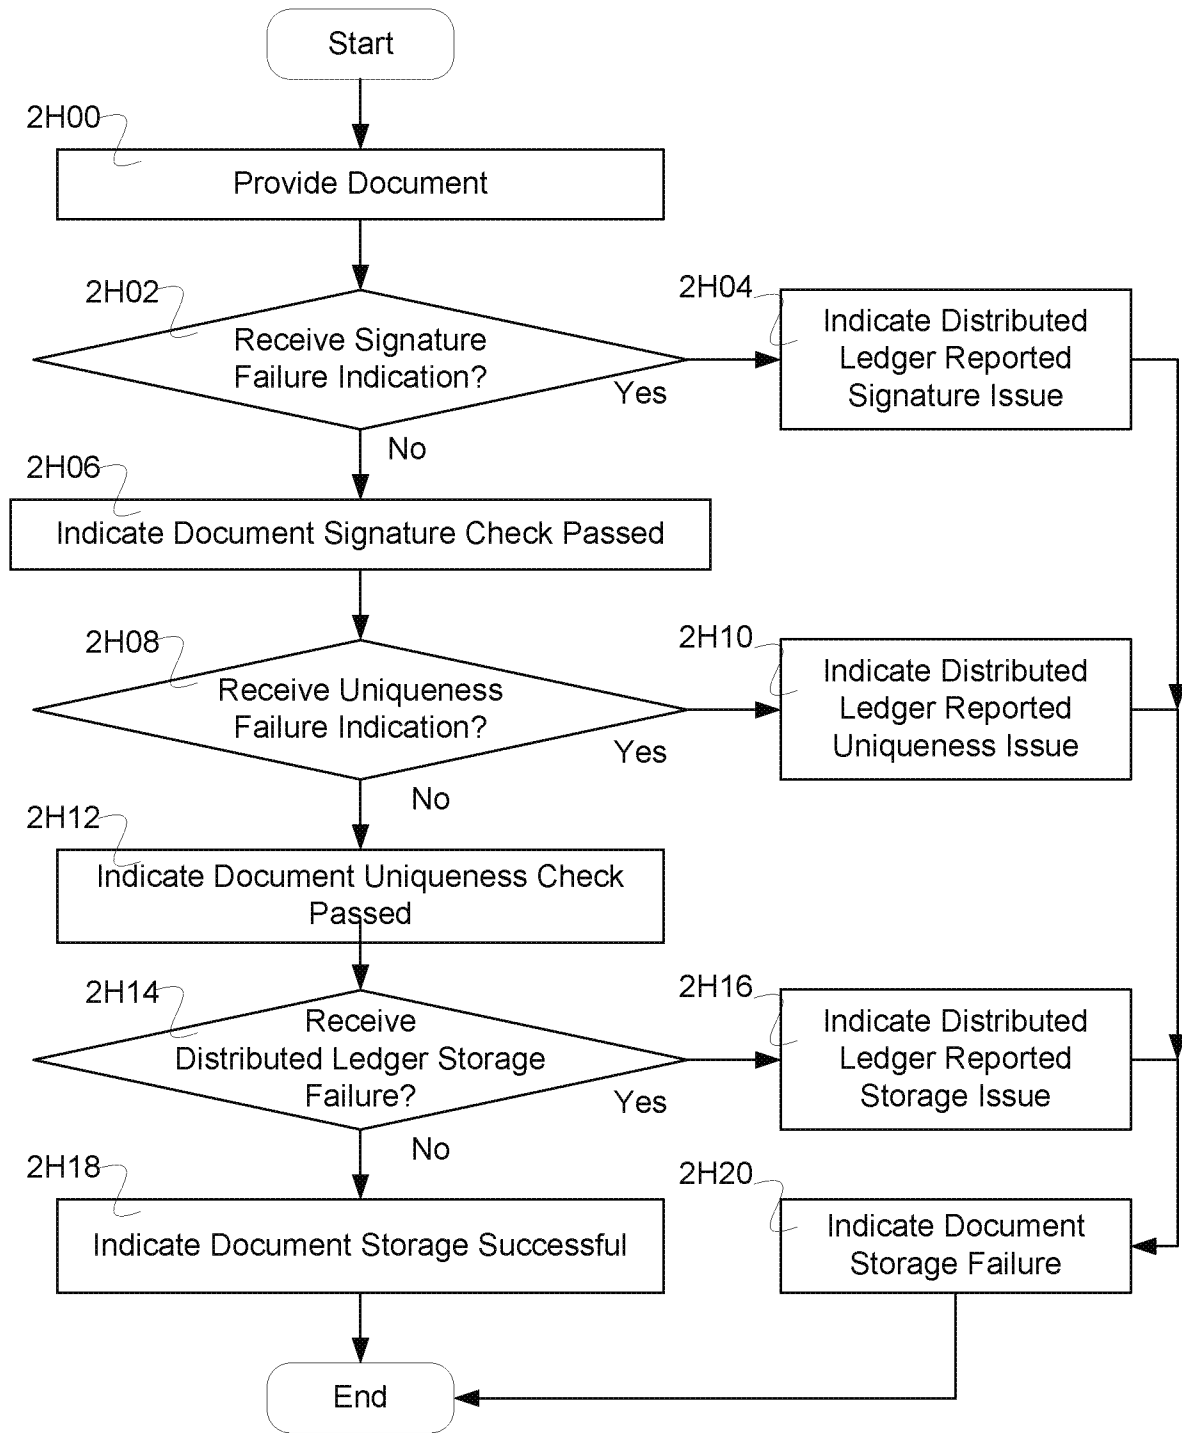 Start
2H00
Provide Document
2H02
Receive Signature
Failure Indication?
Yes
No
2H04
Indicate Distributed
Ledger Reported
Signature Issue
2H06
Indicate Document Signature Check Passed
2H08
Receive Uniqueness
Failure Indication?
Yes
No
2H10
Indicate Distributed
Ledger Reported
Uniqueness Issue
2H12
Indicate Document Uniqueness Check
Passed
2H14
Receive
Distributed Ledger Storage
Failure?
Yes
No
2H16
Indicate Distributed
Ledger Reported
Storage Issue
2H18
Indicate Document Storage Successful
2H20
Indicate Document
Storage Failure
End